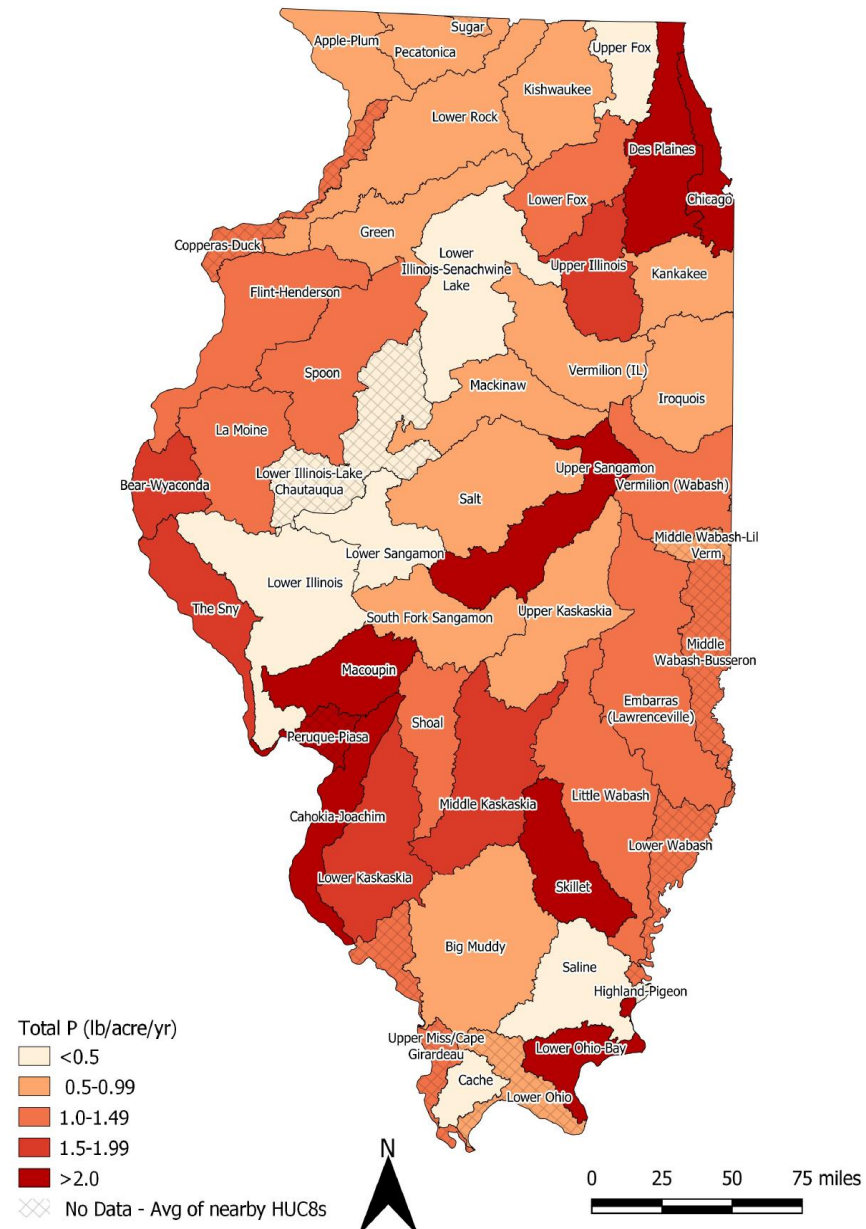 Sugar
Apple-Plum
Pecatonica
Upper Fox
Kishwaukee
Lower Rock
Des Plaines
Lower Fox
Chicago
Green
Copperas-Duck
Lower
Illinois-Senachwine
Lake
Upper Illinois
Kankakee
Flint-Henderson
Spoon
Vermilion (IL)
Mackinaw
Iroquois
La Moine
Bear-Wyaconda
Lower Illinois-Lake
Chautauqua
Upper Sangamon
Vermilion (Wabash)
Salt
Middle Wabash-Lil
Verm
Lower Sangamon
Lower Illinois
The Sny
South Fork Sangamon
Upper Kaskaskia
Middle
Wabash-Busseron
Macoupin
Embarras
(Lawrenceville)
Shoal
Peruque-Piasa
Little Wabash
Middle Kaskaskia
Cahokia-Joachim
Lower Wabash
Lower Kaskaskia
Skillet
Big Muddy
Saline
Highland-Pigeon
Upper Miss/Cape
Girardeau
Lower Ohio-Bay
Cache
Lower Ohio
Total P (lb/acre/yr)
<0.5
0.5-0.99
1.0-1.49
1.5-1.99
>2.0
No Data - Avg of nearby HUC8s
N
0 25 50 75 miles